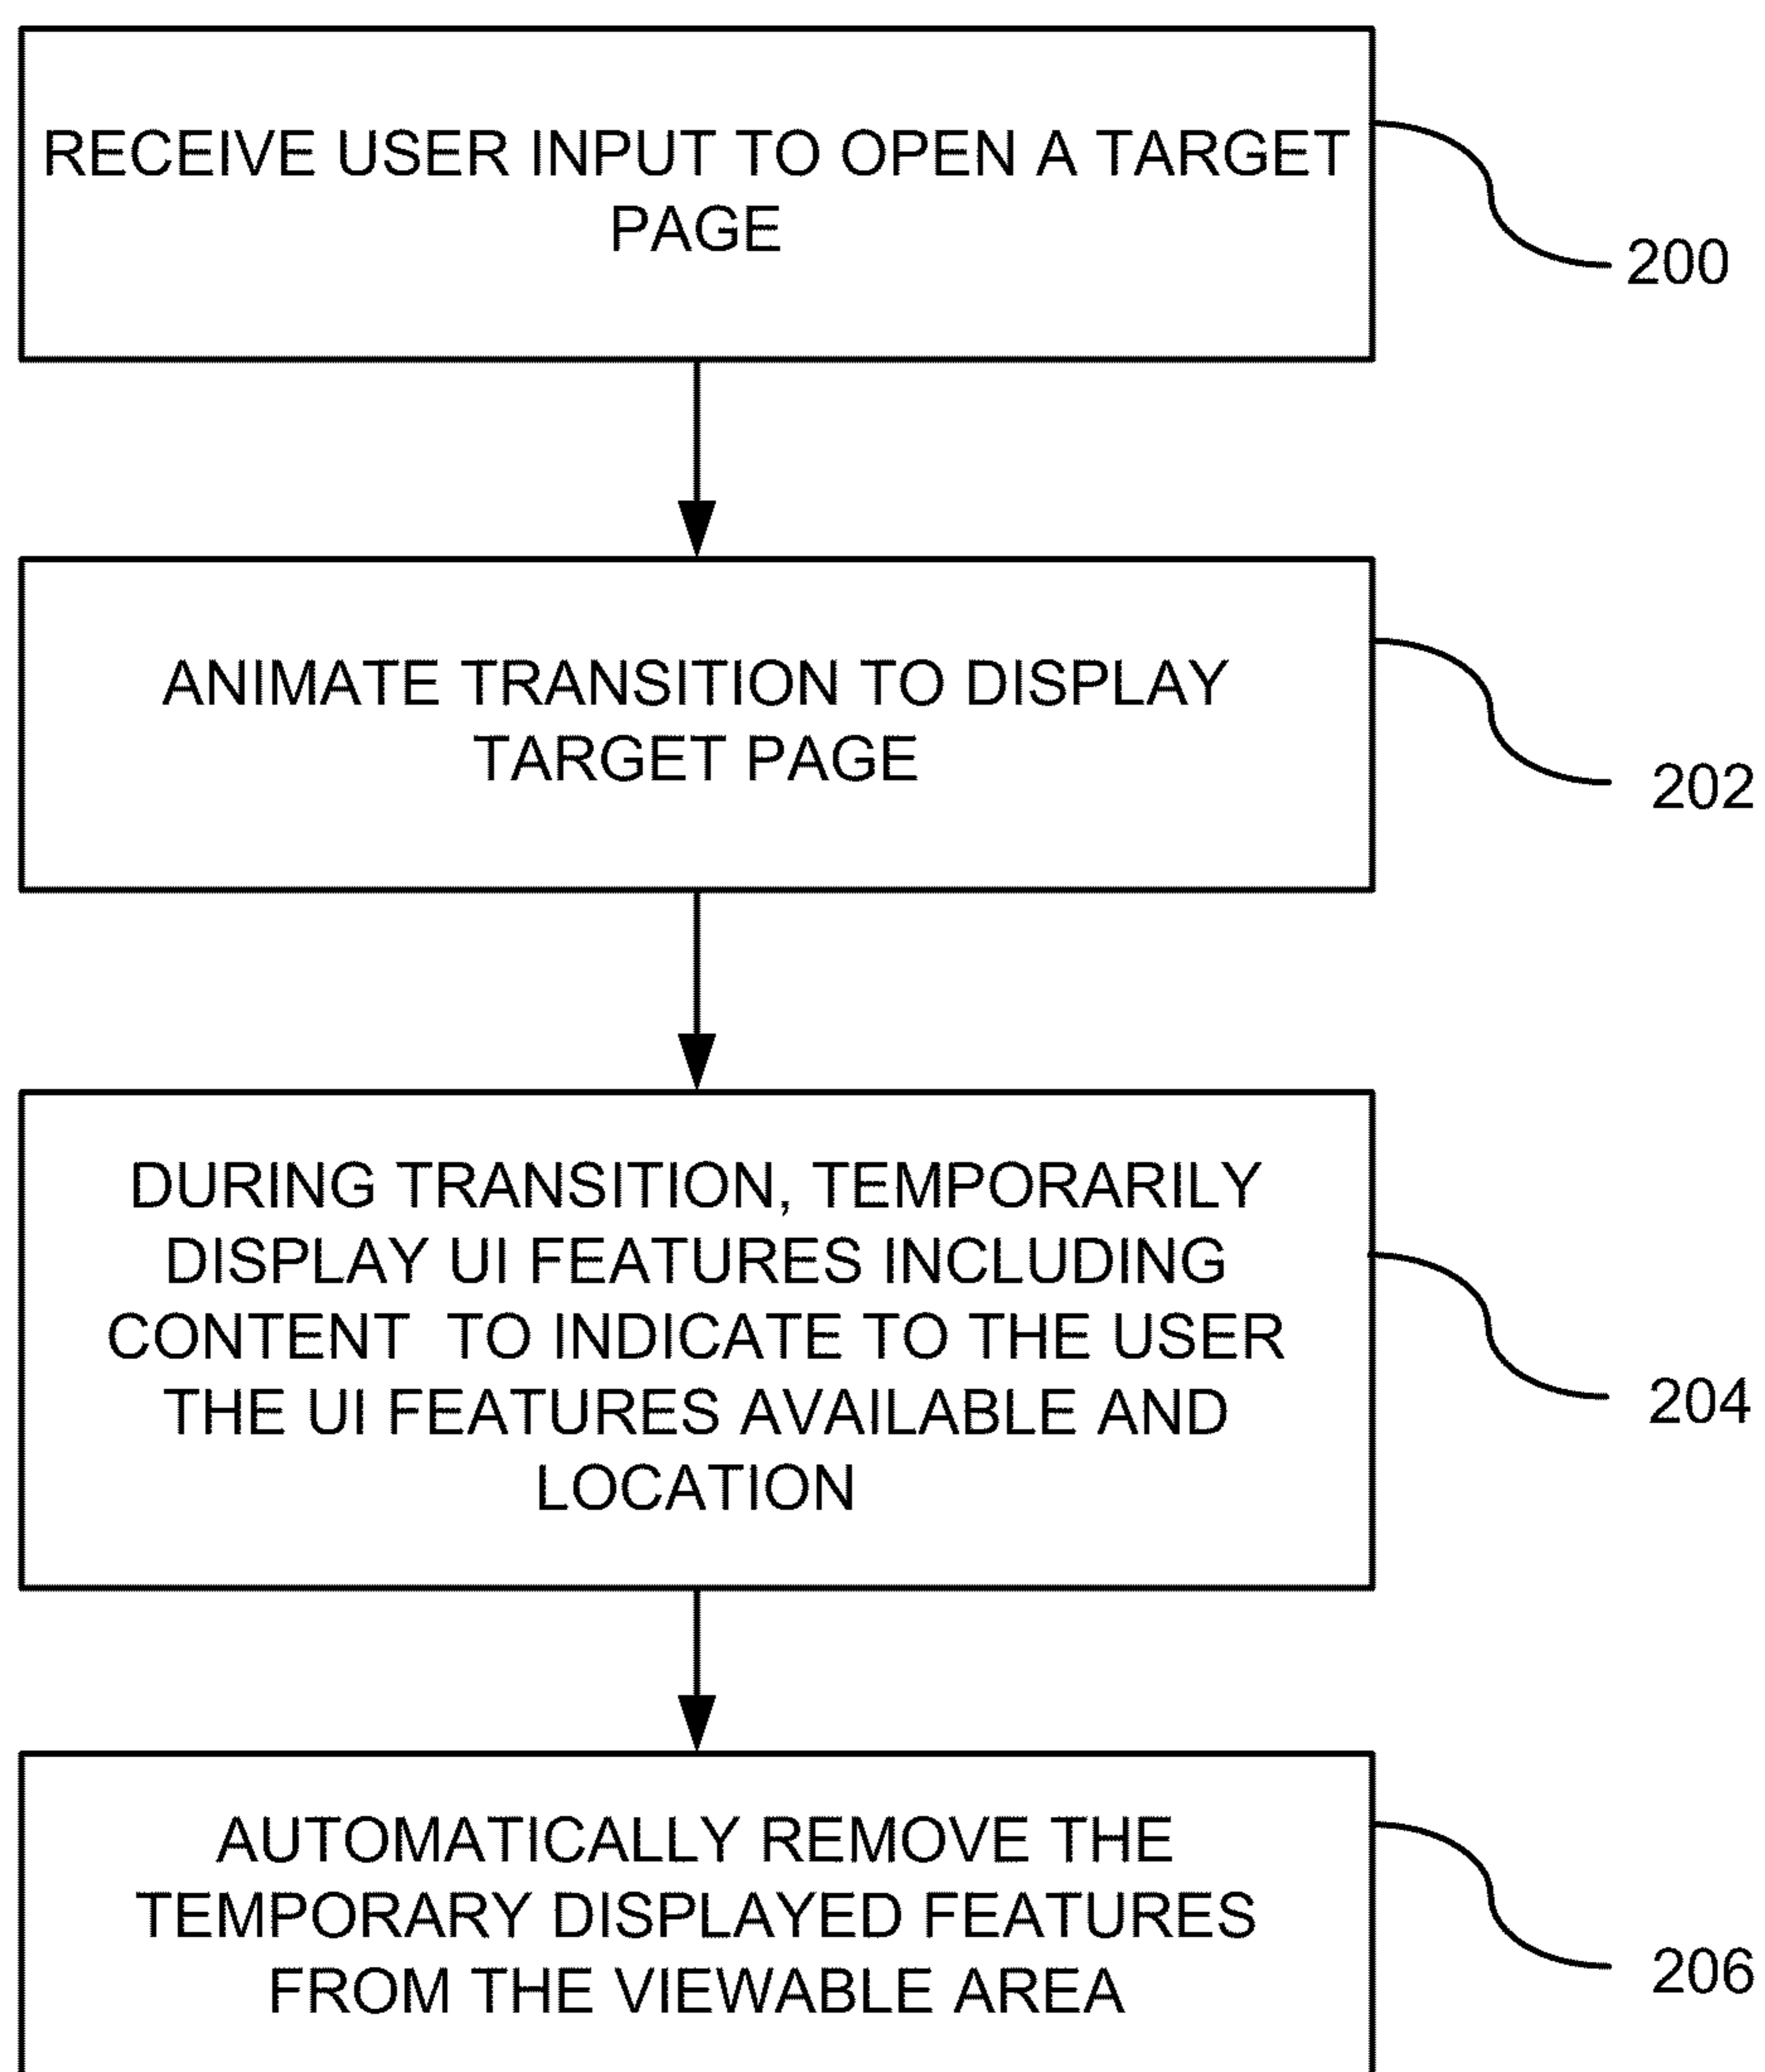 RECEIVE USER INPUT TO OPEN A TARGET
PAGE
200
ANIMATE TRANSITION TO DISPLAY
TARGET PAGE
202
DURING TRANSITION, TEMPORARILY
DISPLAY UI FEATURES INCLUDING
CONTENT TO INDICATE TO THE USER
THE UI FEATURES AVAILABLE AND
LOCATION
204
AUTOMATICALLY REMOVE THE
TEMPORARY DISPLAYED FEATURES
FROM THE VIEWABLE AREA
206